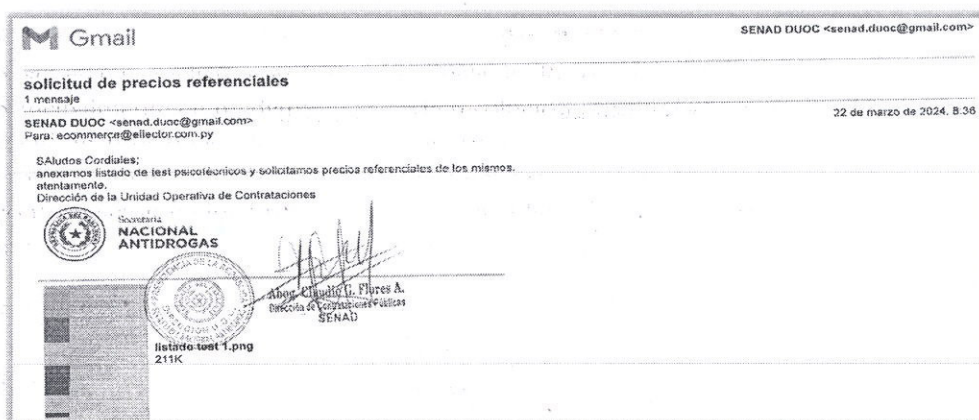 Gmail
SENAD DUOC <senad.duoc@gmail.com>
solicitud de precios referenciales
1 mensaje
SENAD DUOC <senad.duoc@gmail.com>
22 de marzo de 2024, 8:36
Para: ecommerce@ellector.com.py
SAludos Cordiales;
anexamos listado de test psicotécnicos y solicitamos precios referenciales de los mismos.
atentamente.
Dirección de la Unidad Operativa de Contrataciones
Secretaría
NACIONAL
ANTIDROGAS
Abog. Claudio G. Flores A.
Dirección de Contrataciones Públicas
SENAD
listado test 1.png
211K